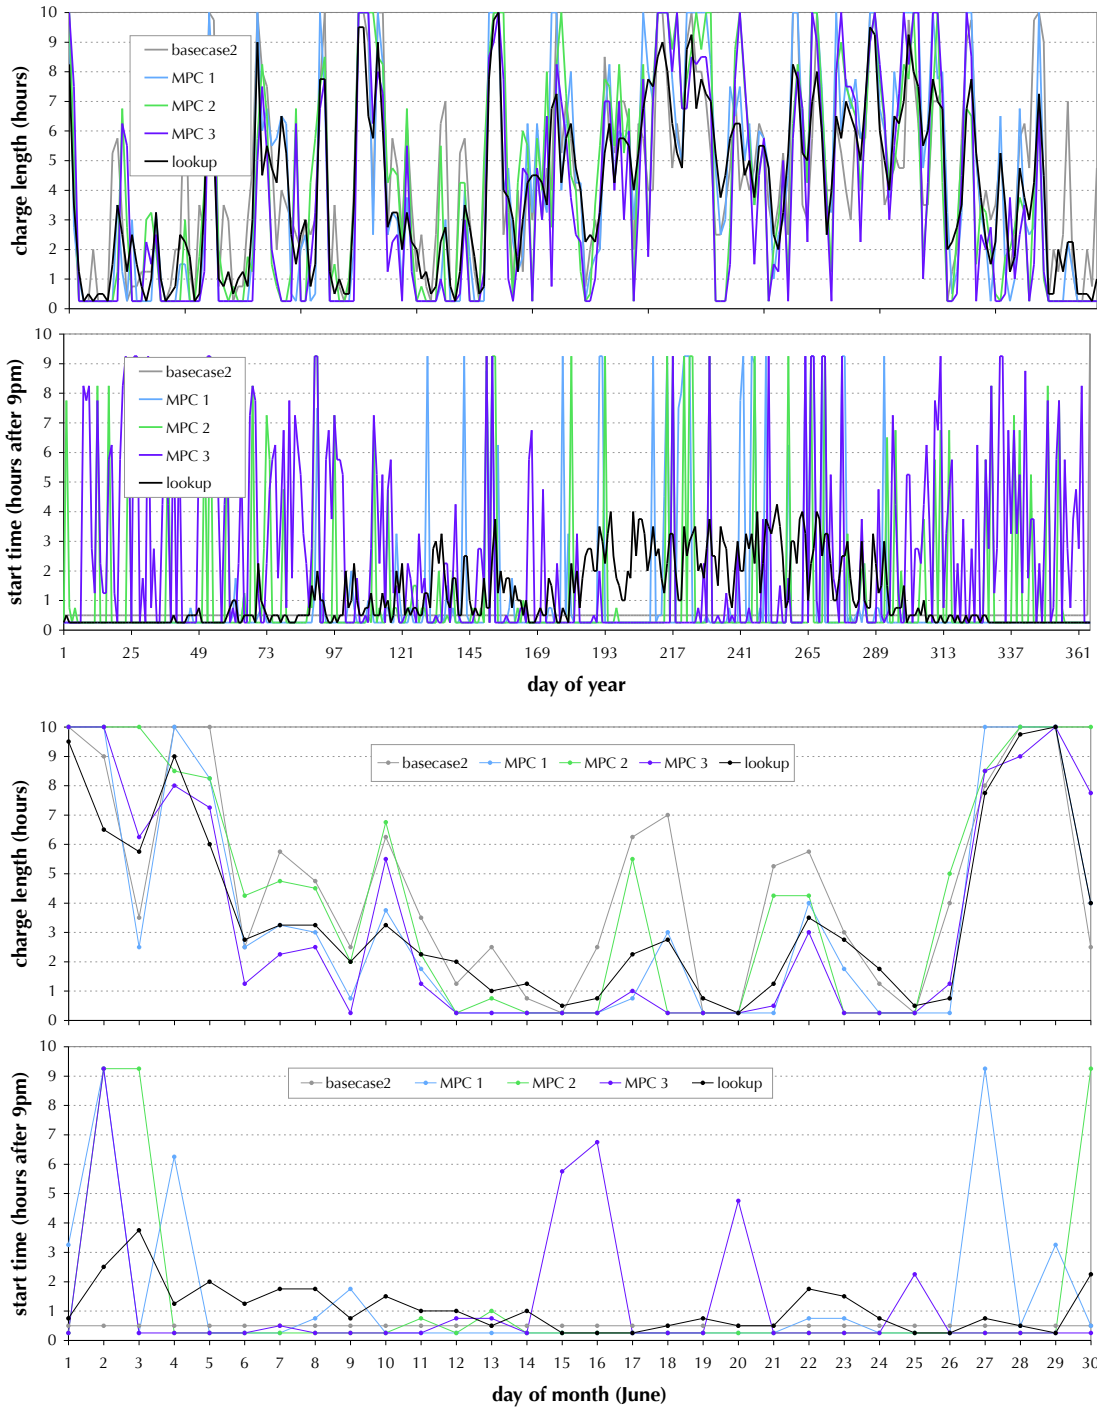 charge length (hours)
10
9
8
7
6
5
4
3
2
1
0
basecase2
MPC 1
MPC 2
MPC 3
lookup
start time (hours after 9pm)
10
9
8
7
6
5
4
3
2
1
0
basecase2
MPC 1
MPC 2
MPC 3
lookup
1 25 49 73 97 121 145 169 193 217 241 265 289 313 337 361
day of year
charge length (hours)
10
9
8
7
6
5
4
3
2
1
0
basecase2 MPC 1 MPC 2 MPC 3 lookup
start time (hours after 9pm)
10
9
8
7
6
5
4
3
2
1
0
basecase2 MPC 1 MPC 2 MPC 3 lookup
1 2 3 4 5 6 7 8 9 10 11 12 13 14 15 16 17 18 19 20 21 22 23 24 25 26 27 28 29 30
day of month (June)